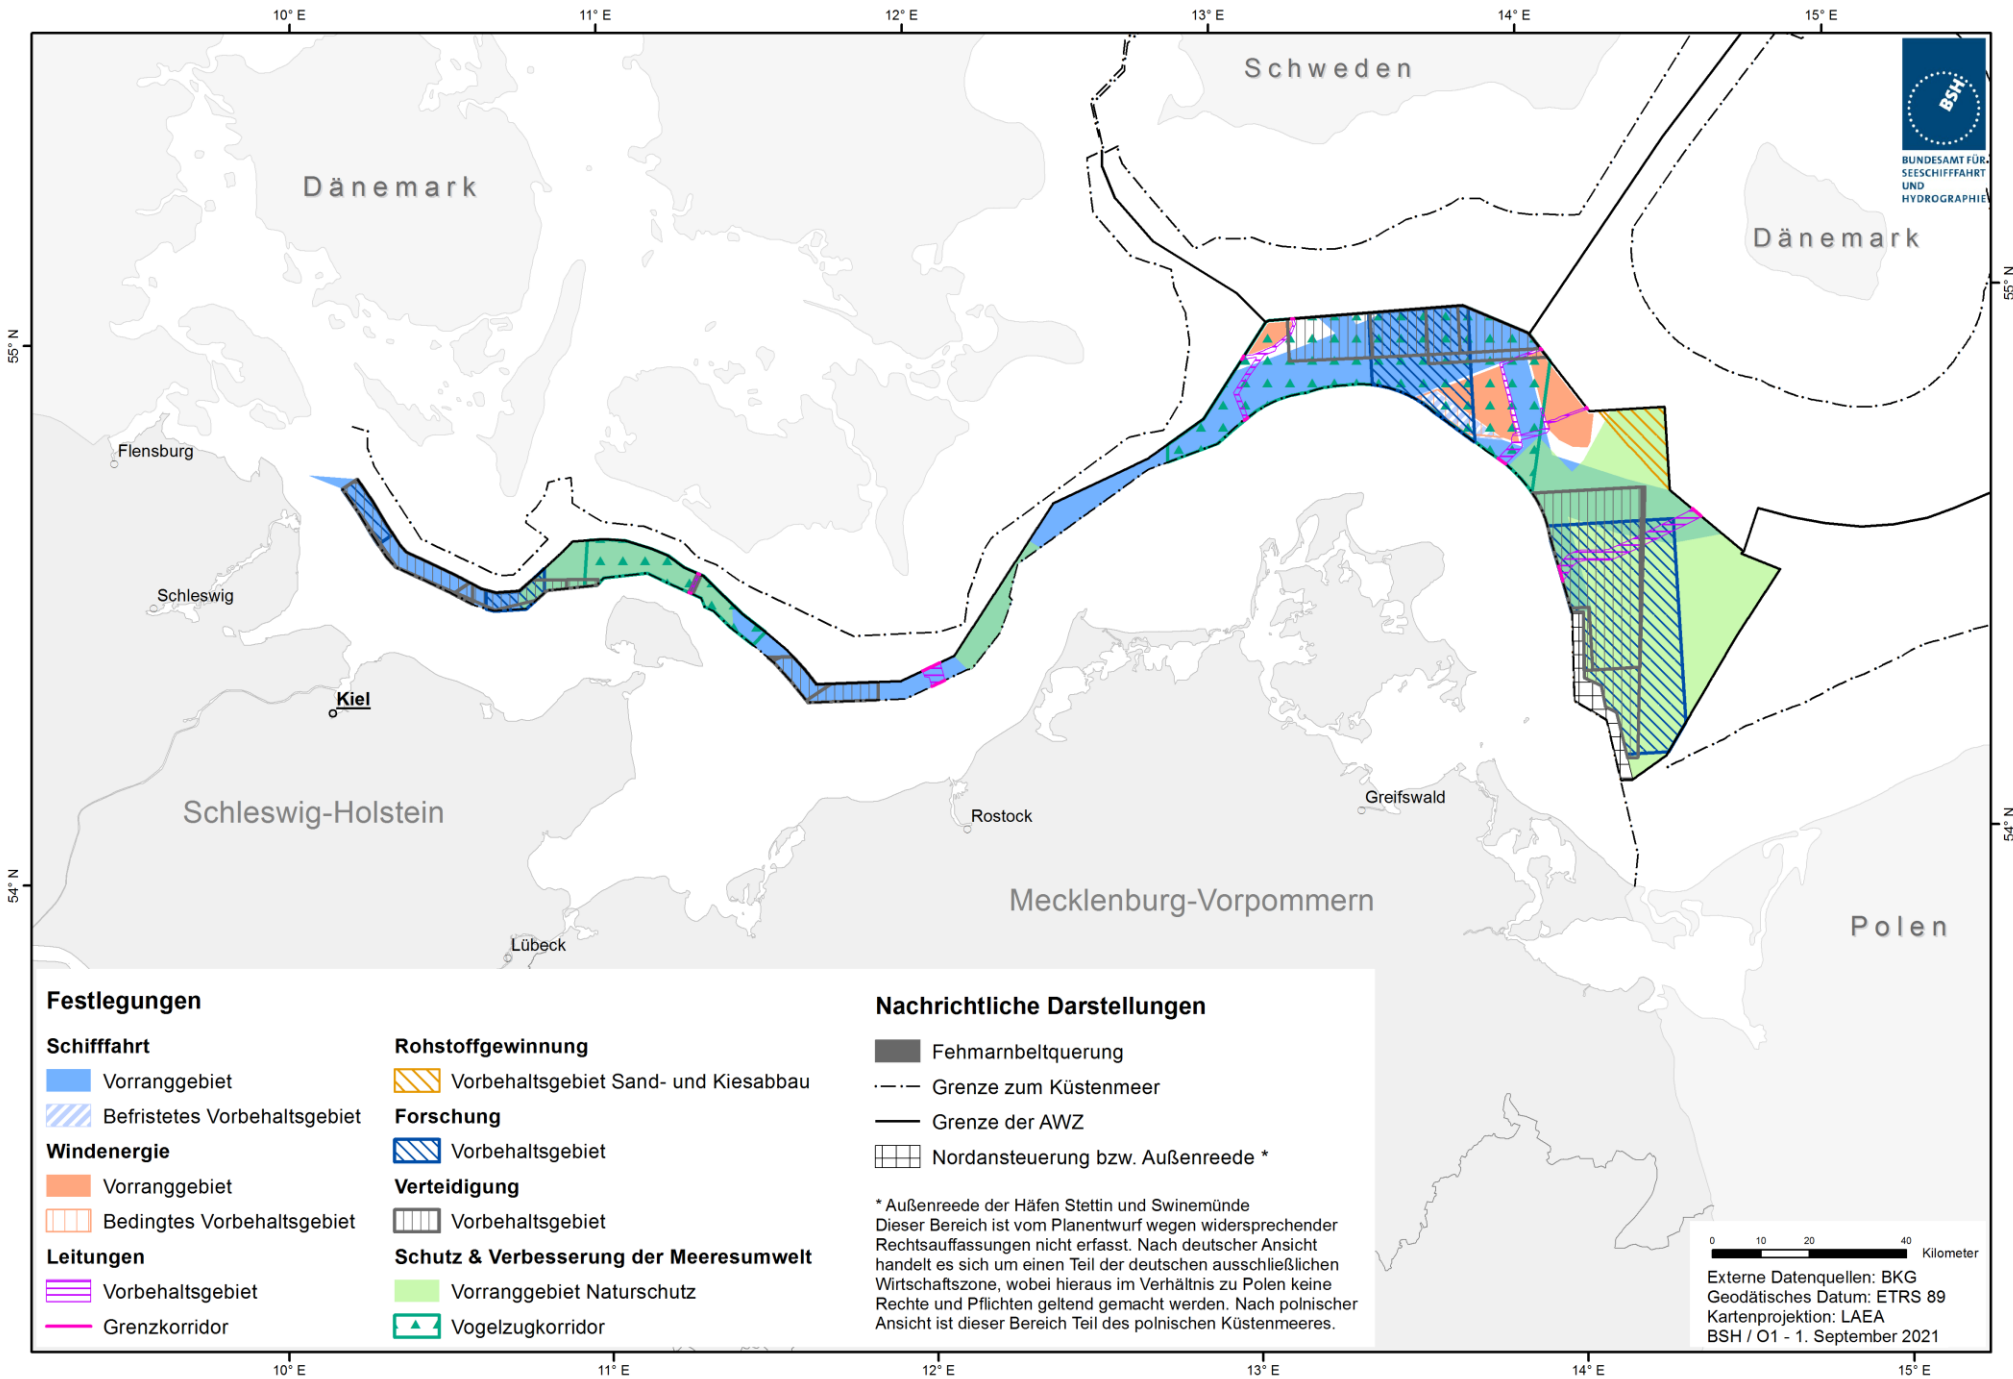 10° E
11° E
12° E
13° E
14° E
15° E
Schweden
BSH
BUNDESAMT FÜR
SEESCHIFFFAHRT
UND
HYDROGRAPHIE
Dänemark
Dänemark
55° N
55° N
Flensburg
Schleswig
Kiel
Schleswig-Holstein
Rostock
Greifswald
54° N
54° N
Mecklenburg-Vorpommern
Polen
Lübeck
Festlegungen
Schifffahrt
Vorranggebiet
Befristetes Vorbehaltsgebiet
Windenergie
Vorranggebiet
Bedingtes Vorbehaltsgebiet
Leitungen
Vorbehaltsgebiet
Grenzkorridor
Rohstoffgewinnung
Vorbehaltsgebiet Sand- und Kiesabbau
Forschung
Vorbehaltsgebiet
Verteidigung
Vorbehaltsgebiet
Schutz & Verbesserung der Meeresumwelt
Vorranggebiet Naturschutz
Vogelzugkorridor
Nachrichtliche Darstellungen
Fehmarnbeltquerung
Grenze zum Küstenmeer
Grenze der AWZ
Nordansteuerung bzw. Außenreede *
* Außenreede der Häfen Stettin und Swinemünde
Dieser Bereich ist vom Planentwurf wegen widersprechender
Rechtsauffassungen nicht erfasst. Nach deutscher Ansicht
handelt es sich um einen Teil der deutschen ausschließlichen
Wirtschaftszone, wobei hieraus im Verhältnis zu Polen keine
Rechte und Pflichten geltend gemacht werden. Nach polnischer
Ansicht ist dieser Bereich Teil des polnischen Küstenmeeres.
0 10 20 40 Kilometer
Externe Datenquellen: BKG
Geodätisches Datum: ETRS 89
Kartenprojektion: LAEA
BSH / O1 - 1. September 2021
10° E
11° E
12° E
13° E
14° E
15° E